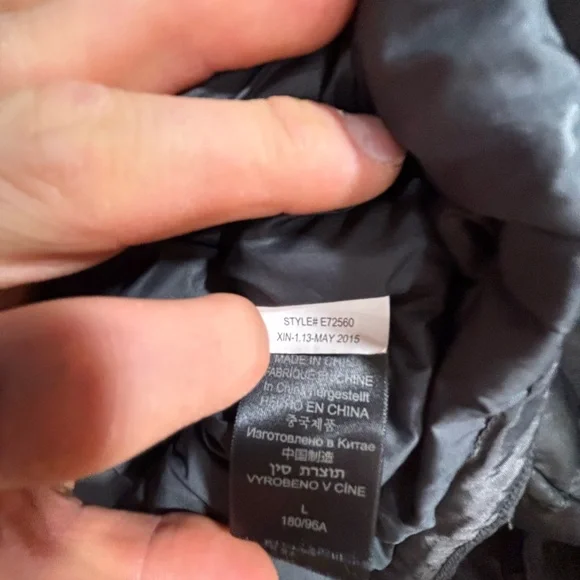 STYLE# E72560
XIN-1,13-MAY 2015
MADE IN CHINA
FABRIQUE EN CHINE
In China hergestellt
HECHO EN CHINA
중국제품
Изготовлено в Китае
中国制造
תוצרת סין
VYROBENO V CÍNE
L
180/96A